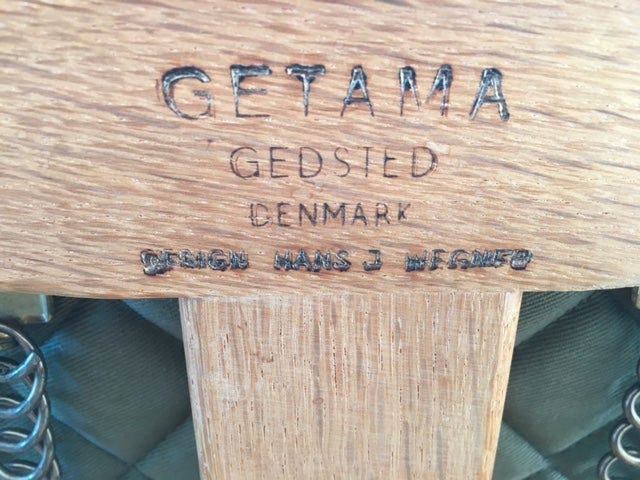 GETAMA
GEDSTED
DENMARK
DESIGN HANS J WEGNER